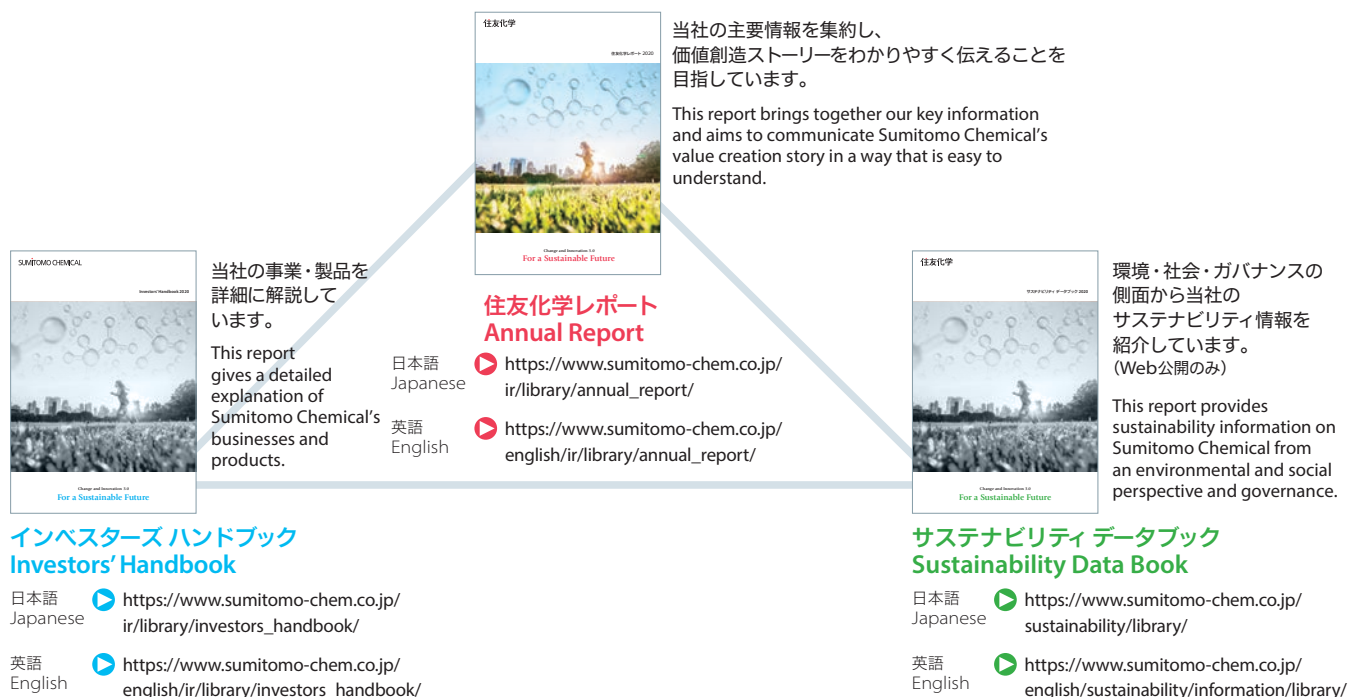 住友化学
住友化学レポート 2020
Change and Innovation 3.0
For a Sustainable Future
当社の主要情報を集約し、
価値創造ストーリーをわかりやすく伝えることを
目指しています。
This report brings together our key information
and aims to communicate Sumitomo Chemical's
value creation story in a way that is easy to
understand.
住友化学レポート
Annual Report
日本語
Japanese
https://www.sumitomo-chem.co.jp/
ir/library/annual_report/
英語
English
https://www.sumitomo-chem.co.jp/
english/ir/library/annual_report/
SUMITOMO CHEMICAL
Investors' Handbook 2020
Change and Innovation 3.0
For a Sustainable Future
当社の事業・製品を
詳細に解説して
います。
This report
gives a detailed
explanation of
Sumitomo Chemical's
businesses and
products.
インベスターズ ハンドブック
Investors' Handbook
日本語
Japanese
https://www.sumitomo-chem.co.jp/
ir/library/investors_handbook/
英語
English
https://www.sumitomo-chem.co.jp/
english/ir/library/investors_handbook/
住友化学
サステナビリティ データブック 2020
Change and Innovation 3.0
For a Sustainable Future
環境・社会・ガバナンスの
側面から当社の
サステナビリティ情報を
紹介しています。
（Web公開のみ）
This report provides
sustainability information on
Sumitomo Chemical from
an environmental and social
perspective and governance.
サステナビリティ データブック
Sustainability Data Book
日本語
Japanese
https://www.sumitomo-chem.co.jp/
sustainability/library/
英語
English
https://www.sumitomo-chem.co.jp/
english/sustainability/information/library/